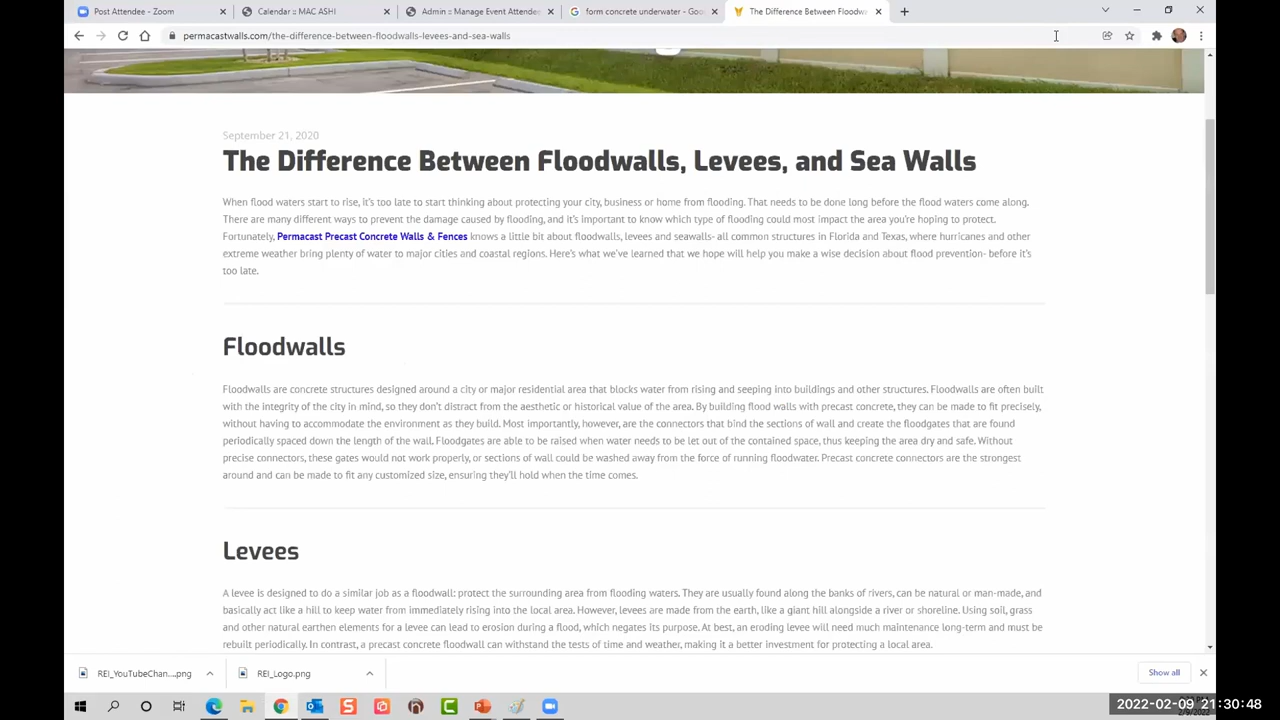 Post Attendee - Zoom
Calendar :: MAC ASHI
Admin :: Manage Event Attendee
form concrete underwater - Goo
The Difference Between Floodwa
permacastwalls.com/the-difference-between-floodwalls-levees-and-sea-walls
September 21, 2020
The Difference Between Floodwalls, Levees, and Sea Walls
When flood waters start to rise, it's too late to start thinking about protecting your city, business or home from flooding. That needs to be done long before the flood waters come along.
There are many different ways to prevent the damage caused by flooding, and it's important to know which type of flooding could most impact the area you're hoping to protect.
Fortunately, Permacast Precast Concrete Walls & Fences knows a little bit about floodwalls, levees and seawalls- all common structures in Florida and Texas, where hurricanes and other
extreme weather bring plenty of water to major cities and coastal regions. Here's what we've learned that we hope will help you make a wise decision about flood prevention- before it's
too late.
Floodwalls
Floodwalls are concrete structures designed around a city or major residential area that blocks water from rising and seeping into buildings and other structures. Floodwalls are often built
with the integrity of the city in mind, so they don't distract from the aesthetic or historical value of the area. By building flood walls with precast concrete, they can be made to fit precisely,
without having to accommodate the environment as they build. Most importantly, however, are the connectors that bind the sections of wall and create the floodgates that are found
periodically spaced down the length of the wall. Floodgates are able to be raised when water needs to be let out of the contained space, thus keeping the area dry and safe. Without
precise connectors, these gates would not work properly, or sections of wall could be washed away from the force of running floodwater. Precast concrete connectors are the strongest
around and can be made to fit any customized size, ensuring they'll hold when the time comes.
Levees
A levee is designed to do a similar job as a floodwall: protect the surrounding area from flooding waters. They are usually found along the banks of rivers, can be natural or man-made, and
basically act like a hill to keep water from immediately rising into the local area. However, levees are made from the earth, like a giant hill alongside a river or shoreline. Using soil, grass
and other natural earthen elements for a levee can lead to erosion during a flood, which negates its purpose. At best, an eroding levee will need much maintenance long-term and must be
rebuilt periodically. In contrast, a precast concrete floodwall can withstand the tests of time and weather, making it a better investment for protecting a local area.
REI_YouTubeChan....png
REI_Logo.png
Show all
2022-02-09 21:30:48